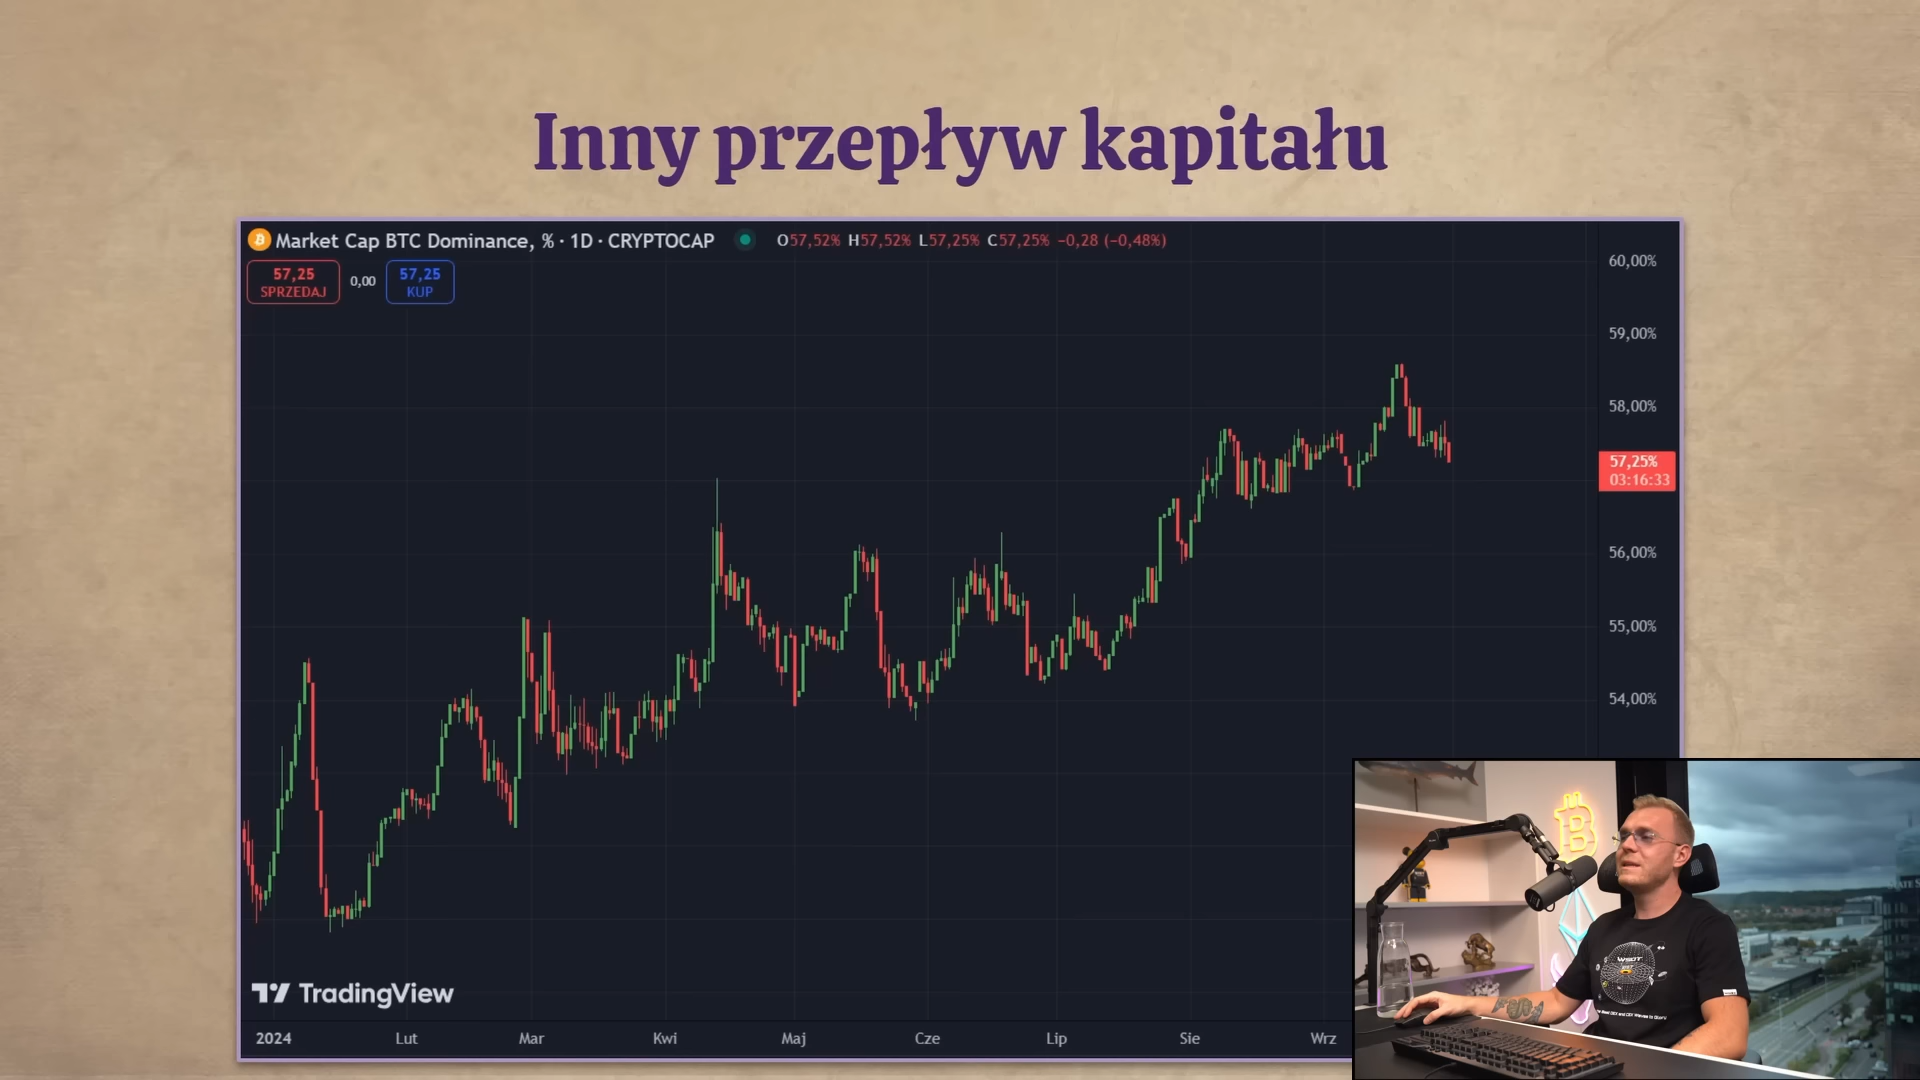 Inny przepływ kapitału
Market Cap BTC Dominance, % · 1D · CRYPTOCAP O57,52% H57,52% L57,25% C57,25% −0,28 (−0,48%)
57,25 SPRZEDAJ 0,00 57,25 KUP
60,00%
59,00%
58,00%
57,25%
03:16:33
56,00%
55,00%
54,00%
TradingView
2024 Lut Mar Kwi Maj Cze Lip Sie Wrz